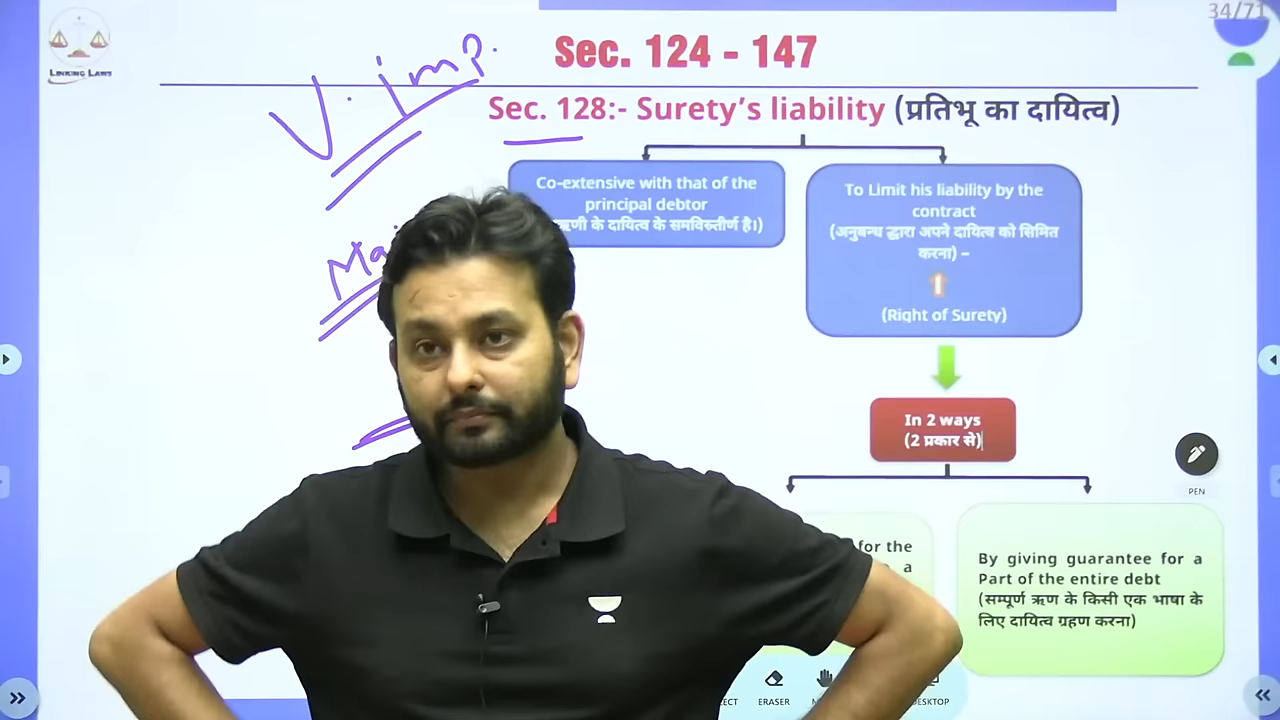 34/71
LINKING LAWS
Sec. 124 - 147
V. imp.
Sec. 128:- Surety's liability (प्रतिभू का दायित्व)
Co-extensive with that of the
principal debtor
ऋणी के दायित्व के समविस्तीर्ण है।)
To Limit his liability by the
contract
(अनुबन्ध द्वारा अपने दायित्व को सिमित
करना) –
(Right of Surety)
In 2 ways
(2 प्रकार से)
PEN
for the
a
By giving guarantee for a
Part of the entire debt
(सम्पूर्ण ऋण के किसी एक भाषा के
लिए दायित्व ग्रहण करना)
ERASER